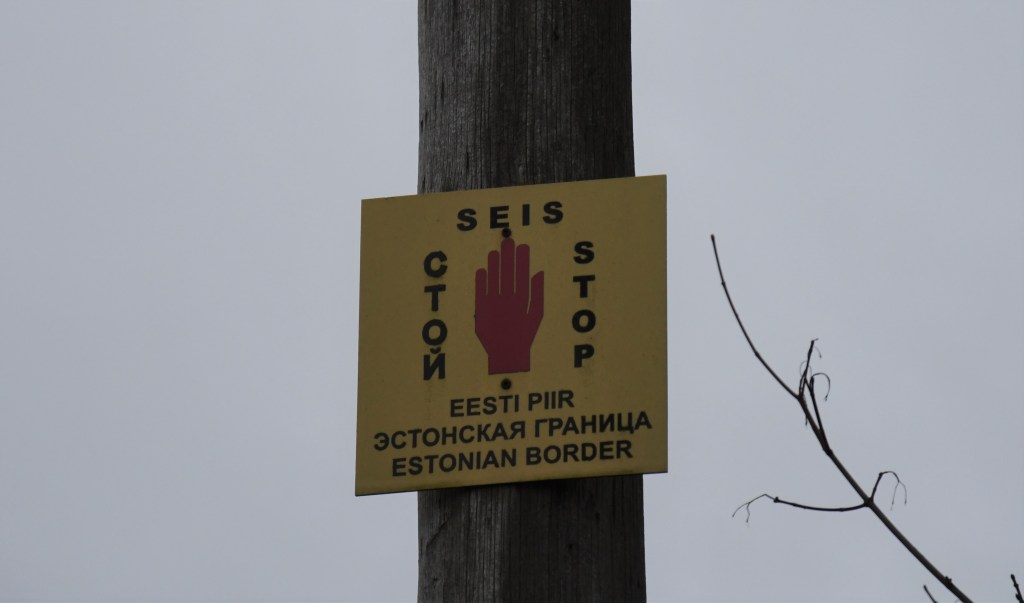 SEIS
СТОЙ
STOP
EESTI PIIR
ЭСТОНСКАЯ ГРАНИЦА
ESTONIAN BORDER